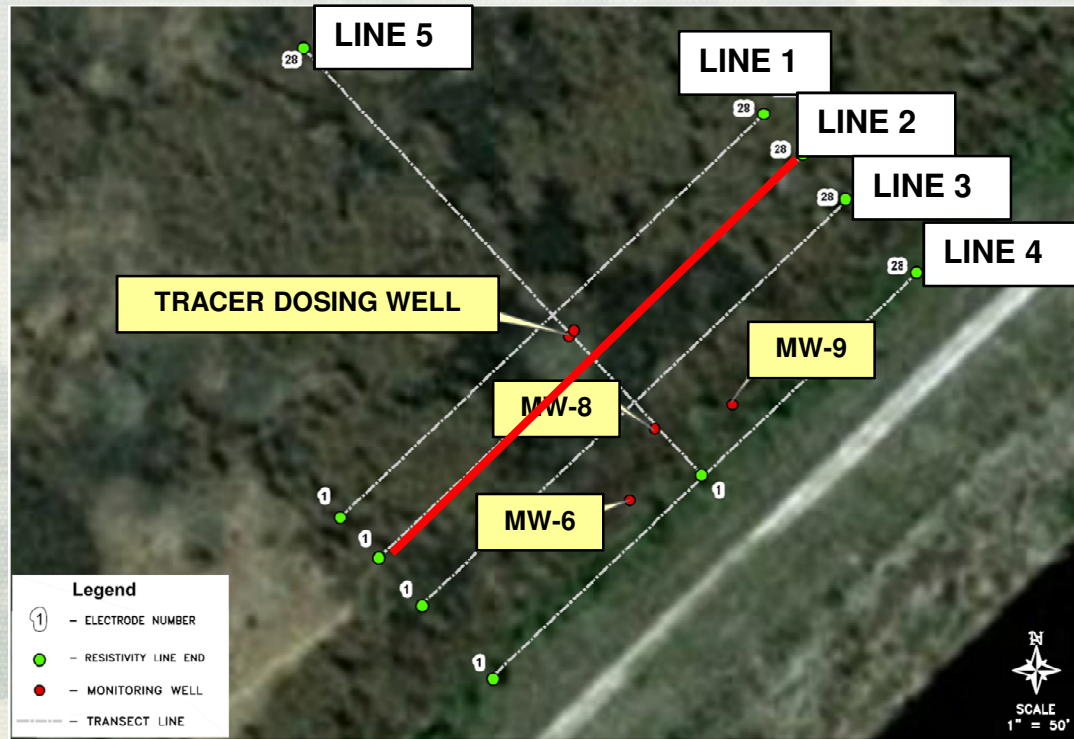 LINE 5
28
LINE 1
28
LINE 2
28
LINE 3
28
LINE 4
28
TRACER DOSING WELL
MW-9
MW-8
1
MW-6
1
1
1
1
Legend
1 - ELECTRODE NUMBER
- RESISTIVITY LINE END
- MONITORING WELL
- TRANSECT LINE
N
SCALE
1" = 50'